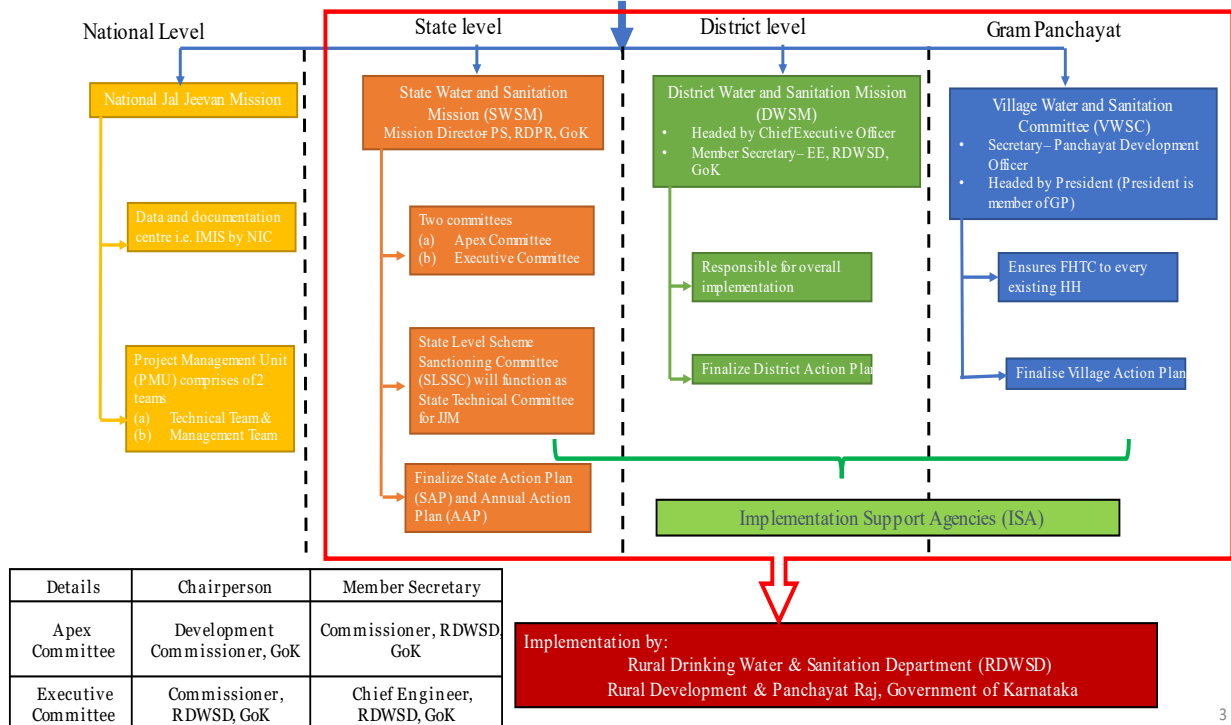 National Level
State level
District level
Gram Panchayat
National Jal Jeevan Mission
Data and documentation
centre i.e. IMIS by NIC
Project Management Unit
(PMU) comprises of 2
teams
(a) Technical Team &
(b) Management Team
State Water and Sanitation
Mission (SWSM)
Mission Director- PS, RDPR, GoK
Two committees
(a) Apex Committee
(b) Executive Committee
State Level Scheme
Sanctioning Committee
(SLSSC) will function as
State Technical Committee
for JJM
Finalize State Action Plan
(SAP) and Annual Action
Plan (AAP)
District Water and Sanitation Mission
(DWSM)
• Headed by Chief Executive Officer
• Member Secretary– EE, RDWSD,
GoK
Responsible for overall
implementation
Finalize District Action Plan
Village Water and Sanitation
Committee (VWSC)
• Secretary– Panchayat Development
Officer
• Headed by President (President is
member of GP)
Ensures FHTC to every
existing HH
Finalise Village Action Plan
Implementation Support Agencies (ISA)
Details Chairperson Member Secretary
Apex Committee Development Commissioner, GoK Commissioner, RDWSD, GoK
Executive Committee Commissioner, RDWSD, GoK Chief Engineer, RDWSD, GoK
Implementation by:
Rural Drinking Water & Sanitation Department (RDWSD)
Rural Development & Panchayat Raj, Government of Karnataka
3